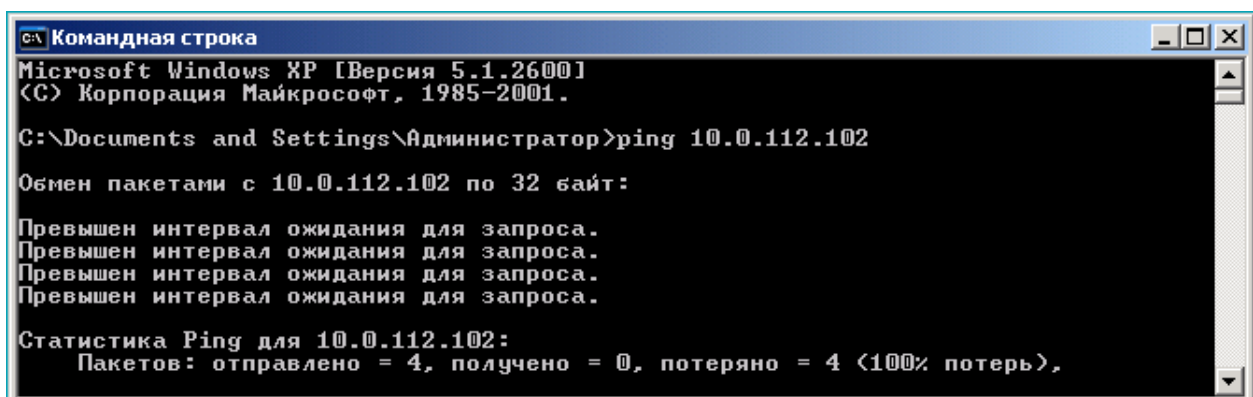 Командная строка
Microsoft Windows XP [Версия 5.1.2600]
(С) Корпорация Майкрософт, 1985-2001.
C:\Documents and Settings\Администратор>ping 10.0.112.102
Обмен пакетами с 10.0.112.102 по 32 байт:
Превышен интервал ожидания для запроса.
Превышен интервал ожидания для запроса.
Превышен интервал ожидания для запроса.
Превышен интервал ожидания для запроса.
Статистика Ping для 10.0.112.102:
Пакетов: отправлено = 4, получено = 0, потеряно = 4 (100% потерь),